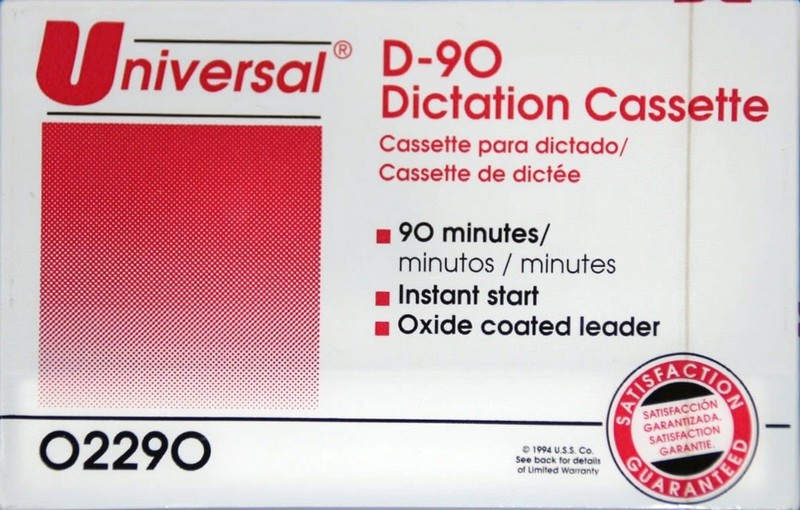 Universal®
D-90
Dictation Cassette
Cassette para dictado/
Cassette de dictée
90 minutes/
minutos / minutes
Instant start
Oxide coated leader
02290
© 1994 U.S.S. Co.
See back for details
of Limited Warranty
SATISFACTION
SATISFACCIÓN
GARANTIZADA.
SATISFACTION
GARANTIE.
GUARANTEED